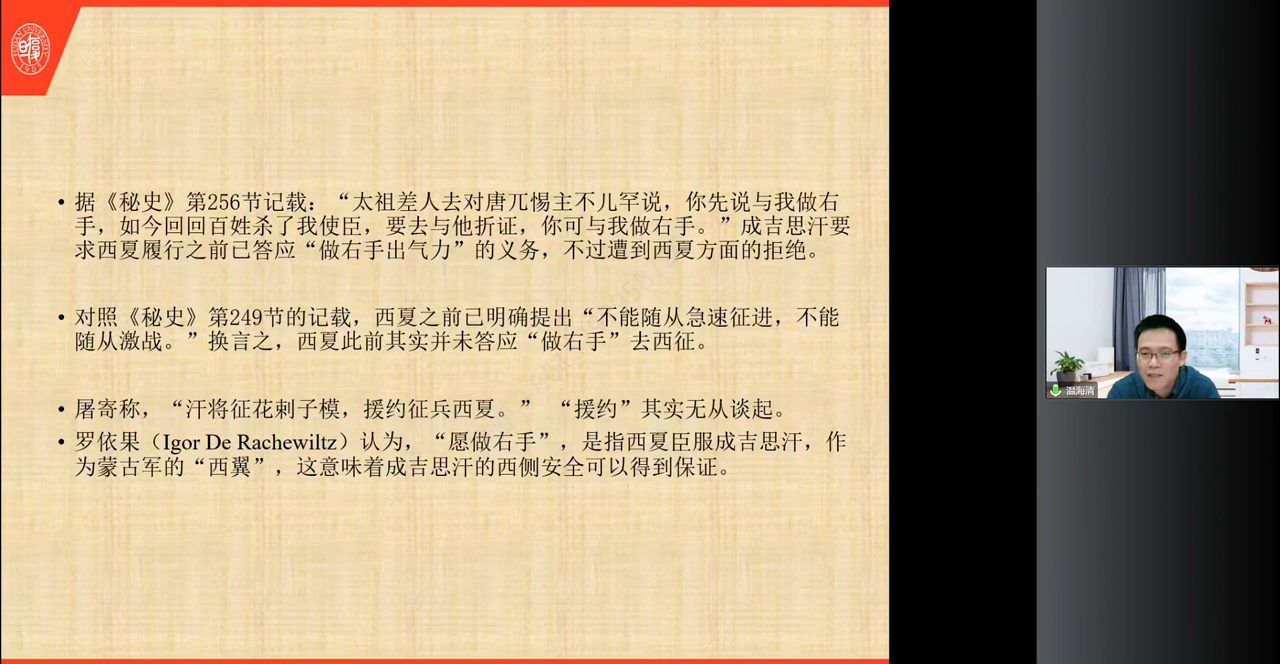 • 据《秘史》第256节记载：“太祖差人去对唐兀惕主不儿罕说，你先说与我做右
手，如今回回百姓杀了我使臣，要去与他折证，你可与我做右手。”成吉思汗要
求西夏履行之前已答应“做右手出气力”的义务，不过遭到西夏方面的拒绝。
• 对照《秘史》第249节的记载，西夏之前已明确提出“不能随从急速征进，不能
随从激战。”换言之，西夏此前其实并未答应“做右手”去西征。
• 屠寄称，“汗将征花剌子模，援约征兵西夏。”“援约”其实无从谈起。
• 罗依果（Igor De Rachewiltz）认为，“愿做右手”，是指西夏臣服成吉思汗，作
为蒙古军的“西翼”，这意味着成吉思汗的西侧安全可以得到保证。
温海清